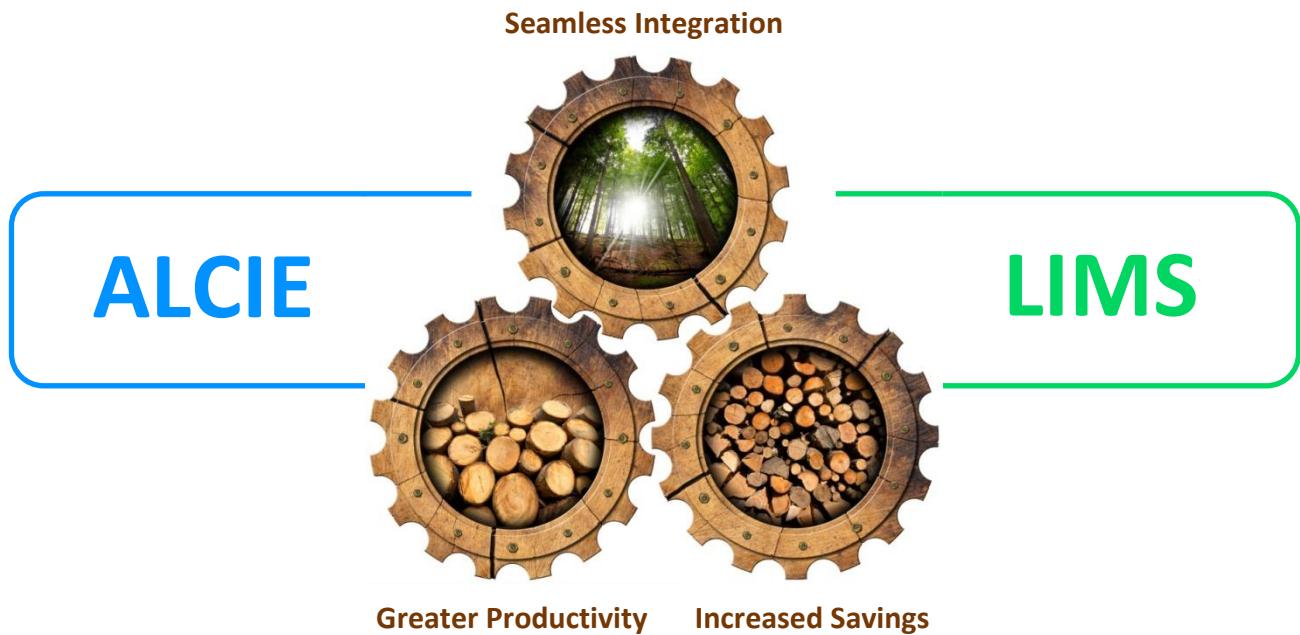 Seamless Integration
ALCIE
LIMS
Greater Productivity
Increased Savings